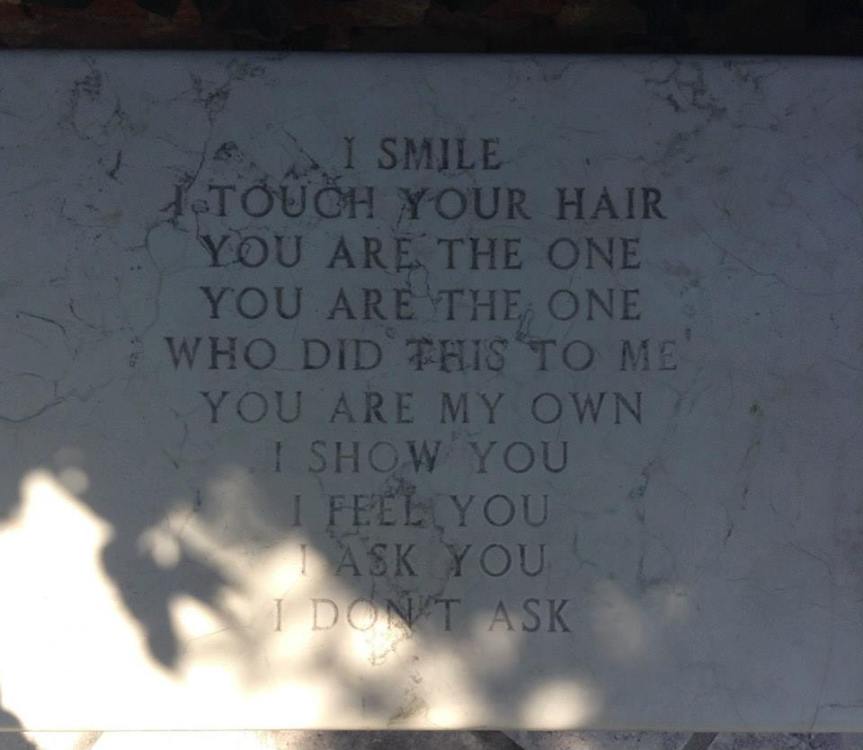 I SMILE
I TOUCH YOUR HAIR
YOU ARE THE ONE
YOU ARE THE ONE
WHO DID THIS TO ME
YOU ARE MY OWN
I SHOW YOU
I FEEL YOU
I ASK YOU
I DON'T ASK